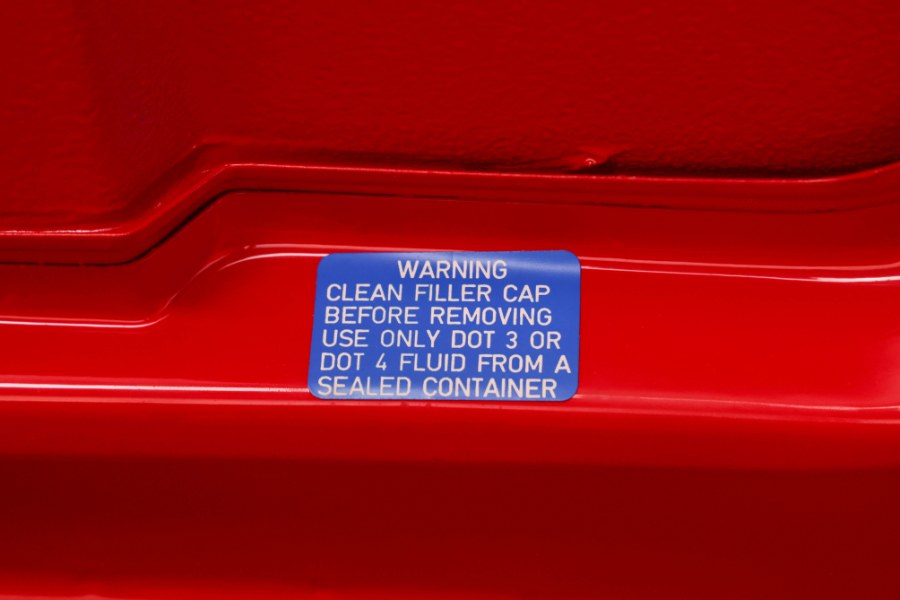 WARNING
CLEAN FILLER CAP
BEFORE REMOVING
USE ONLY DOT 3 OR
DOT 4 FLUID FROM A
SEALED CONTAINER